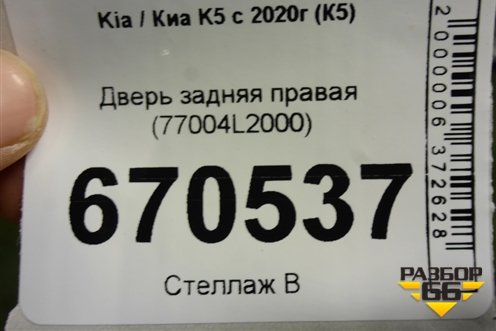 Kia / Киа K5 с 2020г (K5)
Дверь задняя правая
(77004L2000)
670537
Стеллаж В
2000006372628
РАЗБОР
66